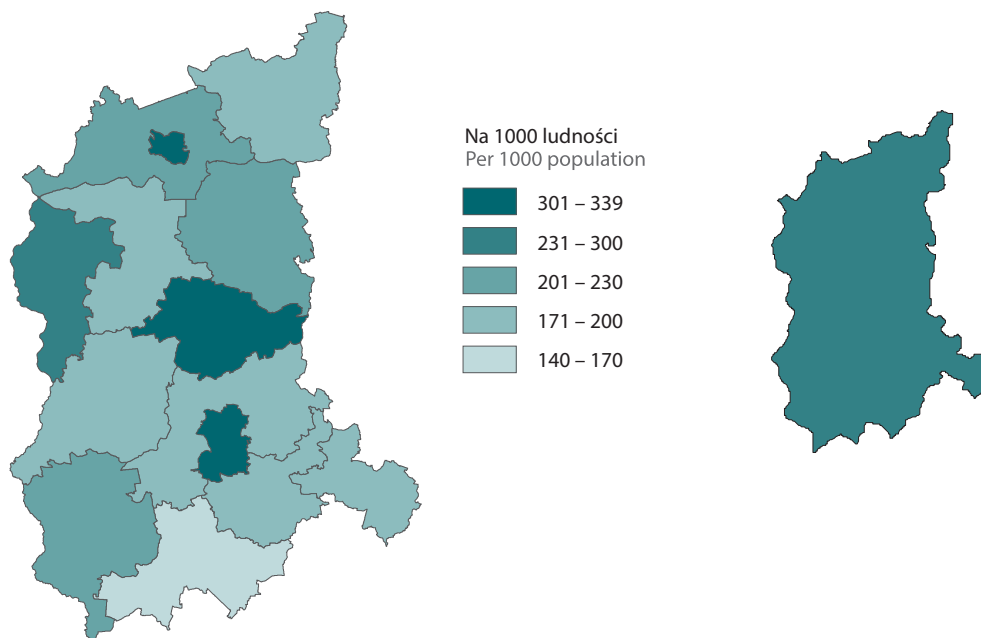 Na 1000 ludności
Per 1000 population
301 – 339
231 – 300
201 – 230
171 – 200
140 – 170